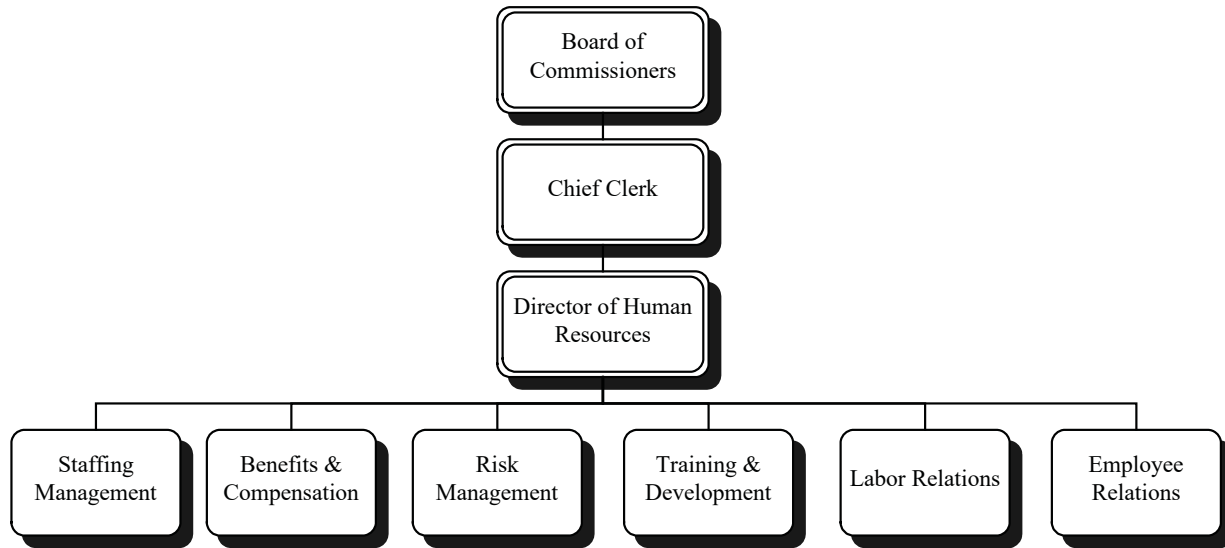 Board of
Commissioners
Chief Clerk
Director of Human
Resources
Staffing
Management
Benefits &
Compensation
Risk
Management
Training &
Development
Labor Relations
Employee
Relations